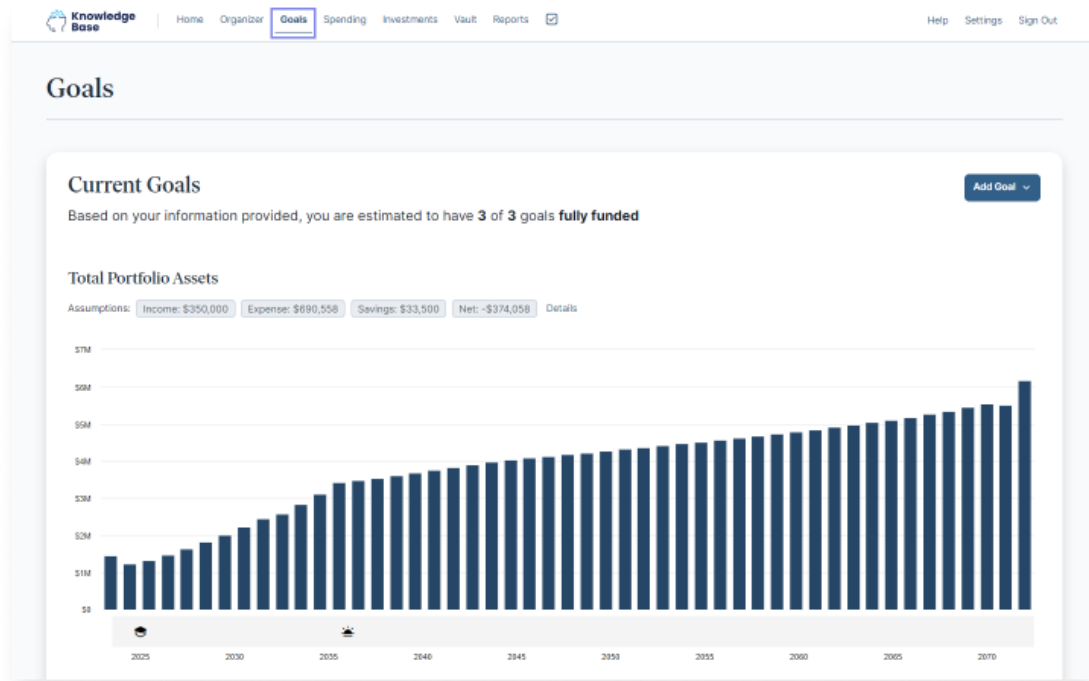 Knowledge Base
Home Organizer Goals Spending Investments Vault Reports
Help Settings Sign Out
Goals
Current Goals
Add Goal
Based on your information provided, you are estimated to have 3 of 3 goals fully funded
Total Portfolio Assets
Assumptions: Income: $350,000 Expense: $690,558 Savings: $33,500 Net: -$374,058 Details
$7M
$6M
$5M
$4M
$3M
$2M
$1M
$0
2025 2030 2035 2040 2045 2050 2055 2060 2065 2070